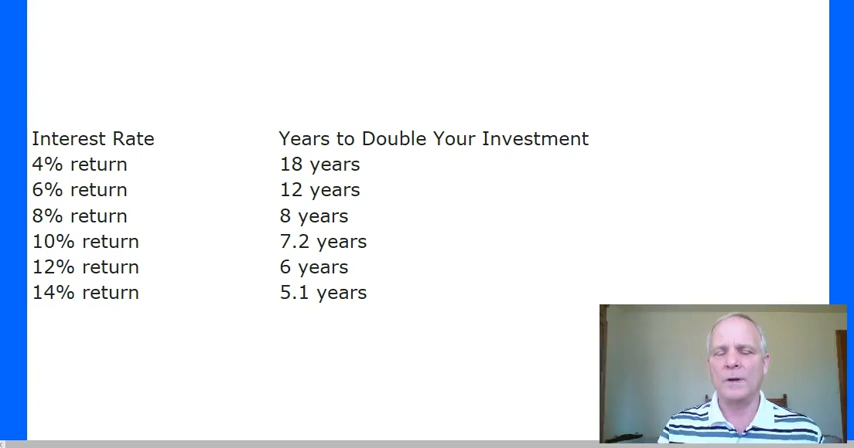 Interest Rate Years to Double Your Investment
4% return 18 years
6% return 12 years
8% return 8 years
10% return 7.2 years
12% return 6 years
14% return 5.1 years